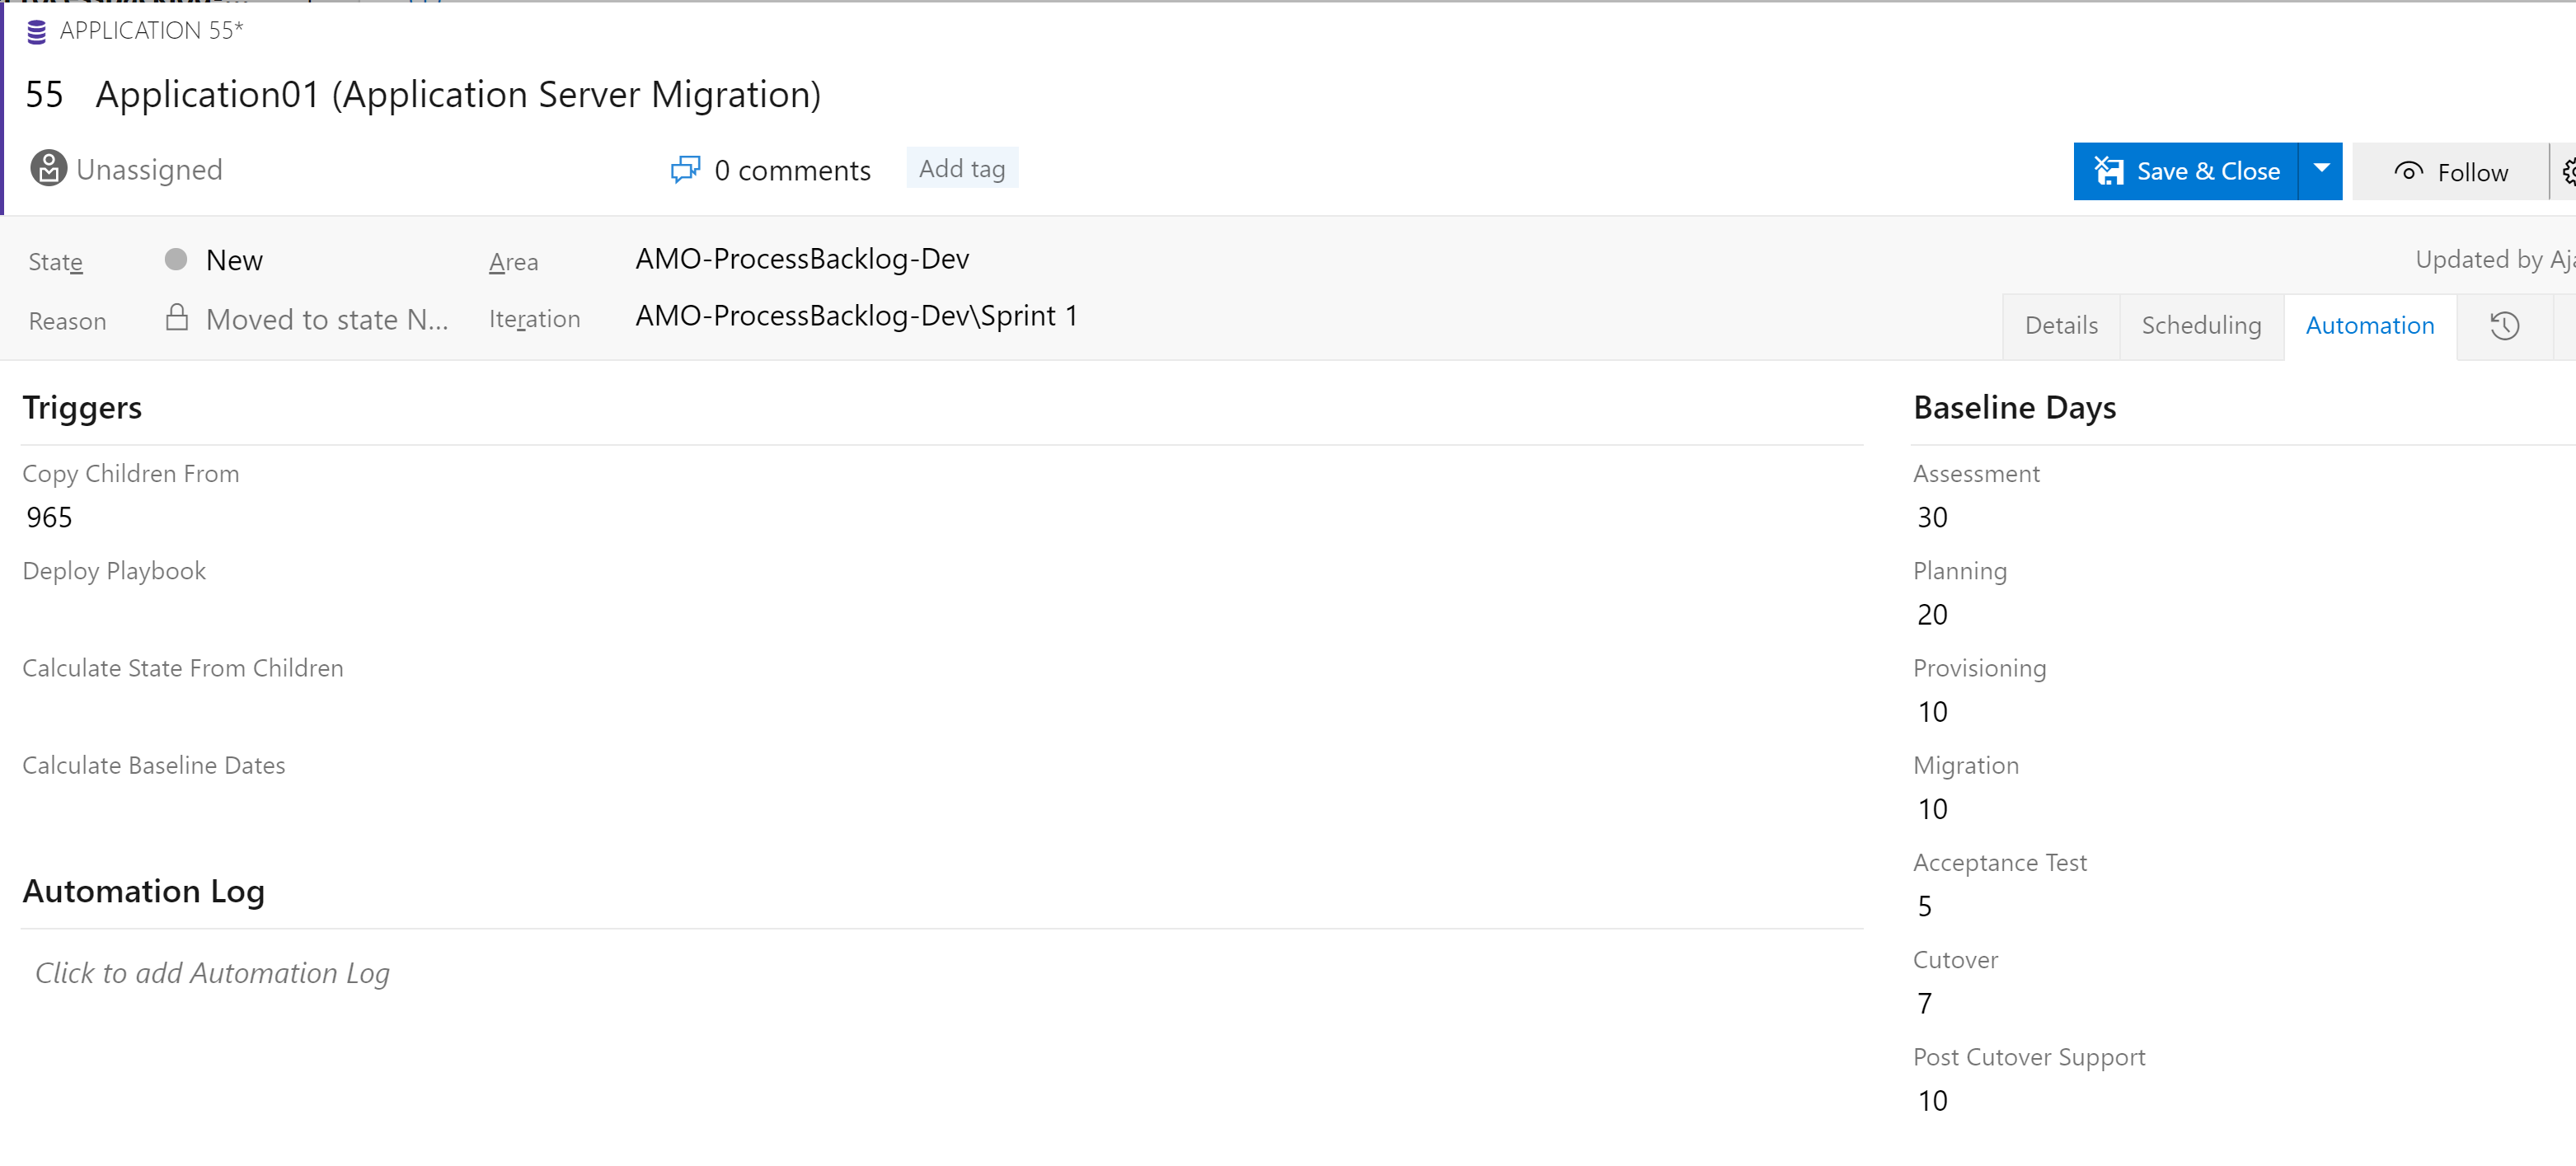 APPLICATION 55*
55 Application01 (Application Server Migration)
Unassigned
0 comments
Add tag
Save & Close
Follow
State
New
Area
AMO-ProcessBacklog-Dev
Updated by
Reason
Moved to state N...
Iteration
AMO-ProcessBacklog-Dev\Sprint 1
Details
Scheduling
Automation
Triggers
Copy Children From
965
Deploy Playbook
Calculate State From Children
Calculate Baseline Dates
Automation Log
Click to add Automation Log
Baseline Days
Assessment
30
Planning
20
Provisioning
10
Migration
10
Acceptance Test
5
Cutover
7
Post Cutover Support
10